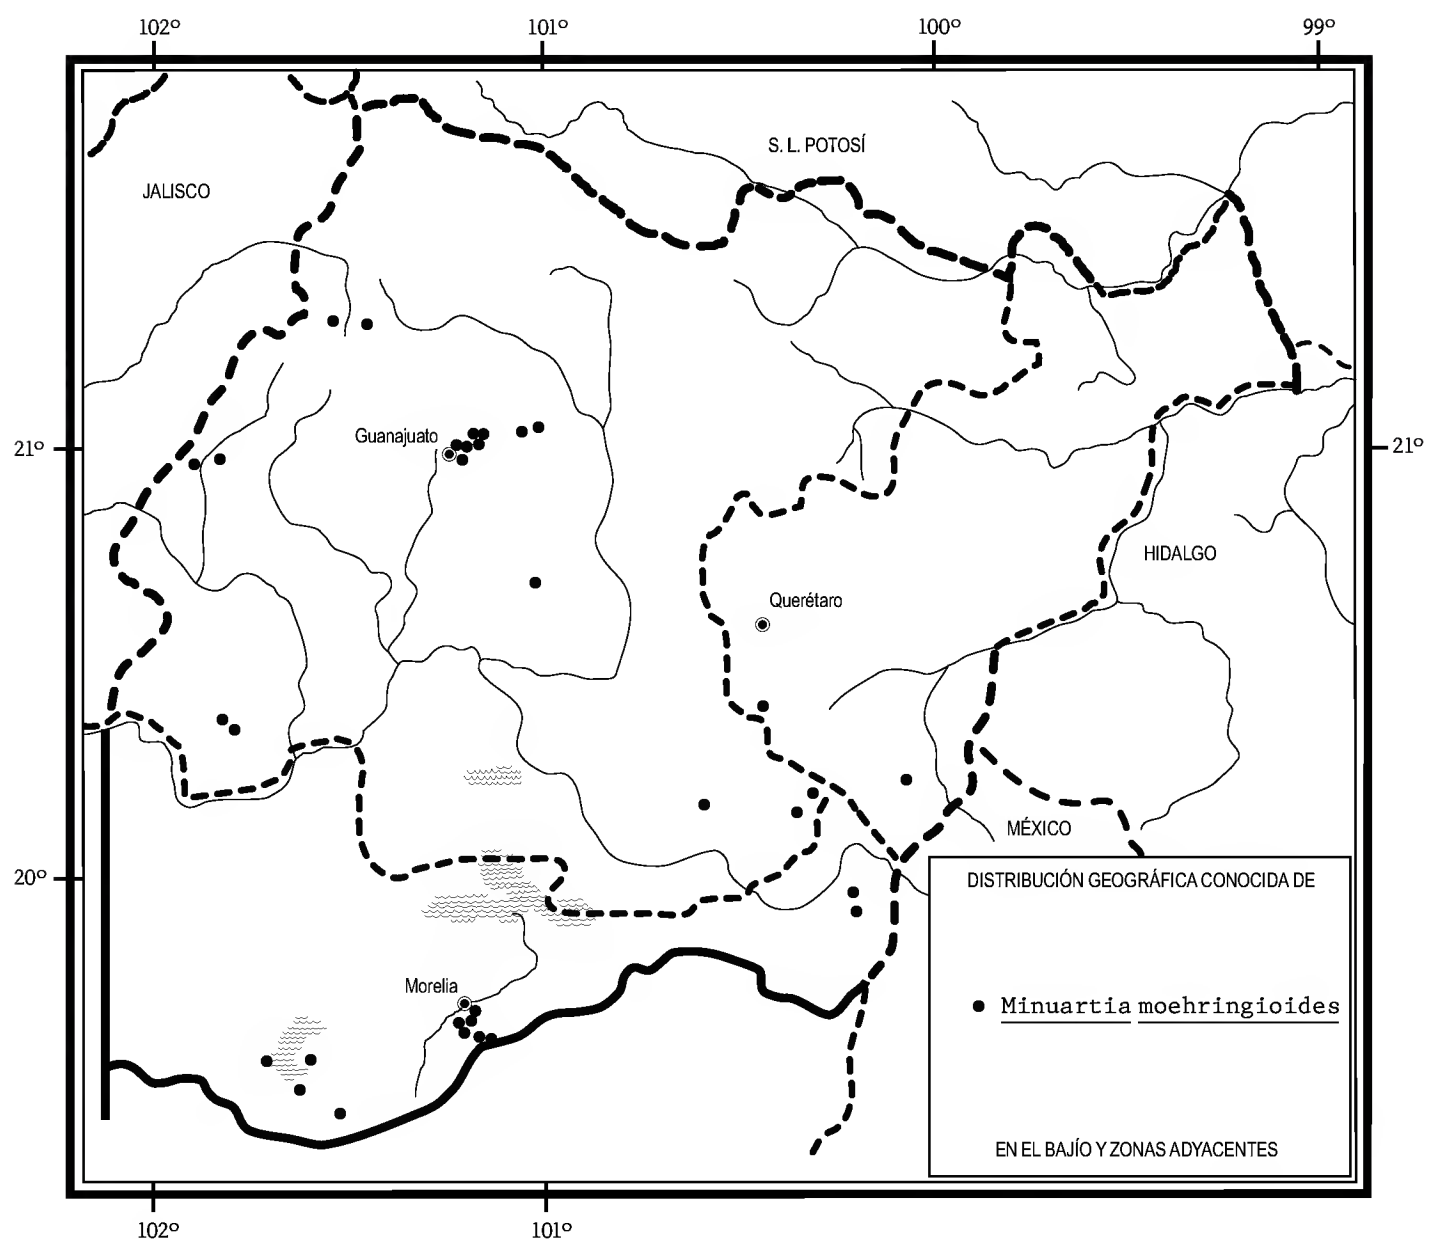 102º 101º 100º 99º
S. L. POTOSÍ
JALISCO
Guanajuato
21º 21º
HIDALGO
Querétaro
MÉXICO
20º
DISTRIBUCIÓN GEOGRÁFICA CONOCIDA DE
Morelia
Minuartia moehringioides
EN EL BAJÍO Y ZONAS ADYACENTES
102º 101º